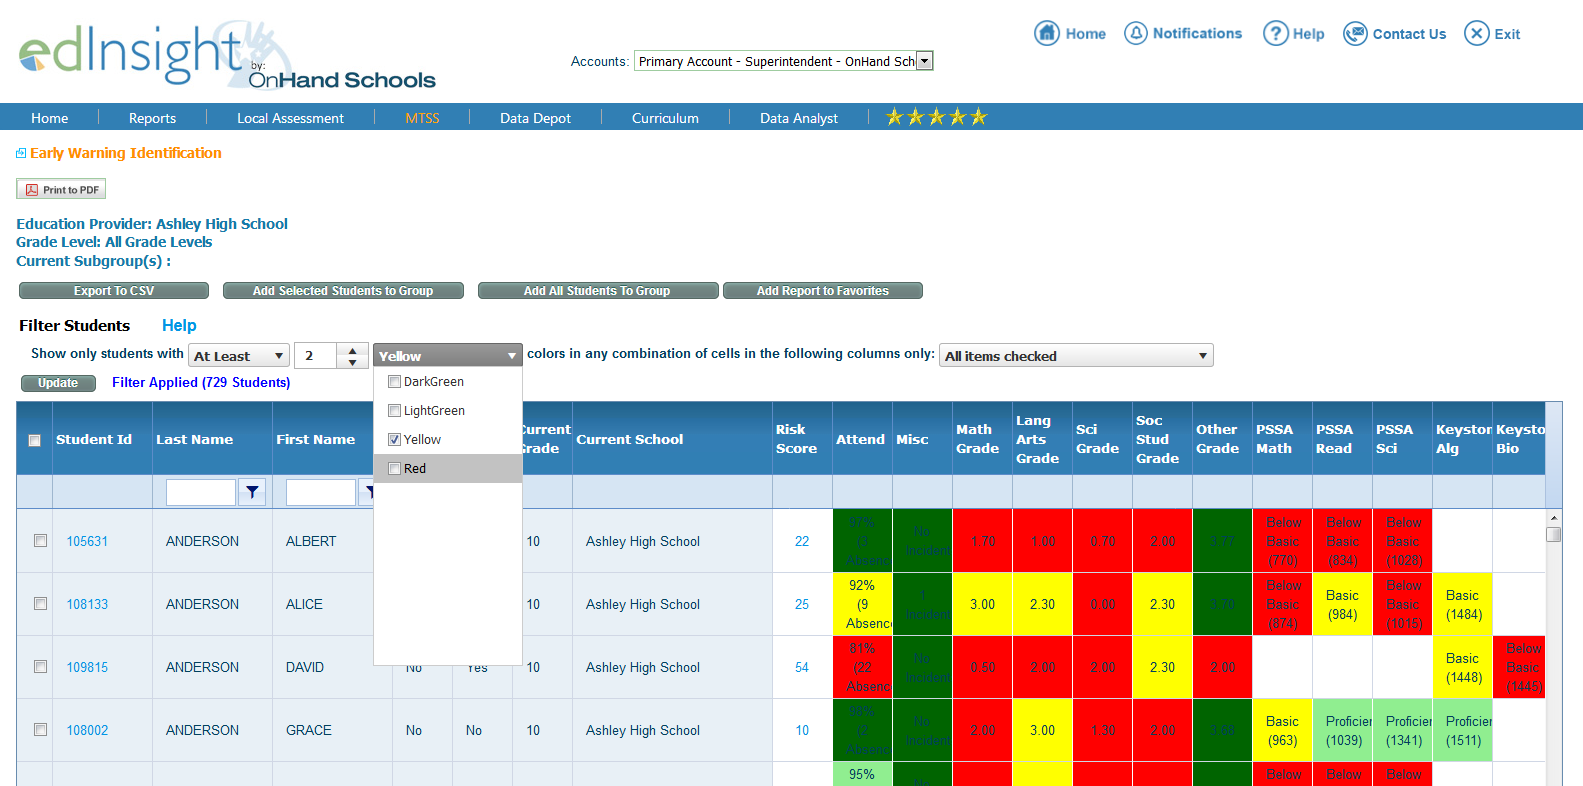 edInsight
by:
OnHand Schools
Accounts: Primary Account - Superintendent - OnHand Sch
Home Notifications Help Contact Us Exit
Home Reports Local Assessment MTSS Data Depot Curriculum Data Analyst
Early Warning Identification
Print to PDF
Education Provider: Ashley High School
Grade Level: All Grade Levels
Current Subgroup(s) :
Export To CSV Add Selected Students to Group Add All Students To Group Add Report to Favorites
Filter Students Help
Show only students with At Least 2 Yellow colors in any combination of cells in the following columns only: All items checked
Update Filter Applied (729 Students)
DarkGreen
LightGreen
Yellow
Red
Student Id Last Name First Name Current Grade Current School Risk Score Attend Misc Math Grade Lang Arts Grade Sci Grade Soc Stud Grade Other Grade PSSA Math PSSA Read PSSA Sci Keyston Alg Keysto Bio
105631 ANDERSON ALBERT 10 Ashley High School 22 97% (3 Absenc No Incident 1.70 1.00 0.70 2.00 3.77 Below Basic (770) Below Basic (834) Below Basic (1028)
108133 ANDERSON ALICE 10 Ashley High School 25 92% (9 Absenc 1 Incident 3.00 2.30 0.00 2.30 3.70 Below Basic (874) Basic (984) Below Basic (1015) Basic (1484)
109815 ANDERSON DAVID No Yes 10 Ashley High School 54 81% (22 Absenc No Incident 0.50 2.00 2.00 2.30 2.00 Basic (1448) Below Basic (1445)
108002 ANDERSON GRACE No No 10 Ashley High School 10 98% (2 Absenc No Incident 2.00 3.00 1.30 2.00 3.68 Basic (963) Proficien (1039) Proficien (1341) Proficien (1511)
95% No Below Below Below